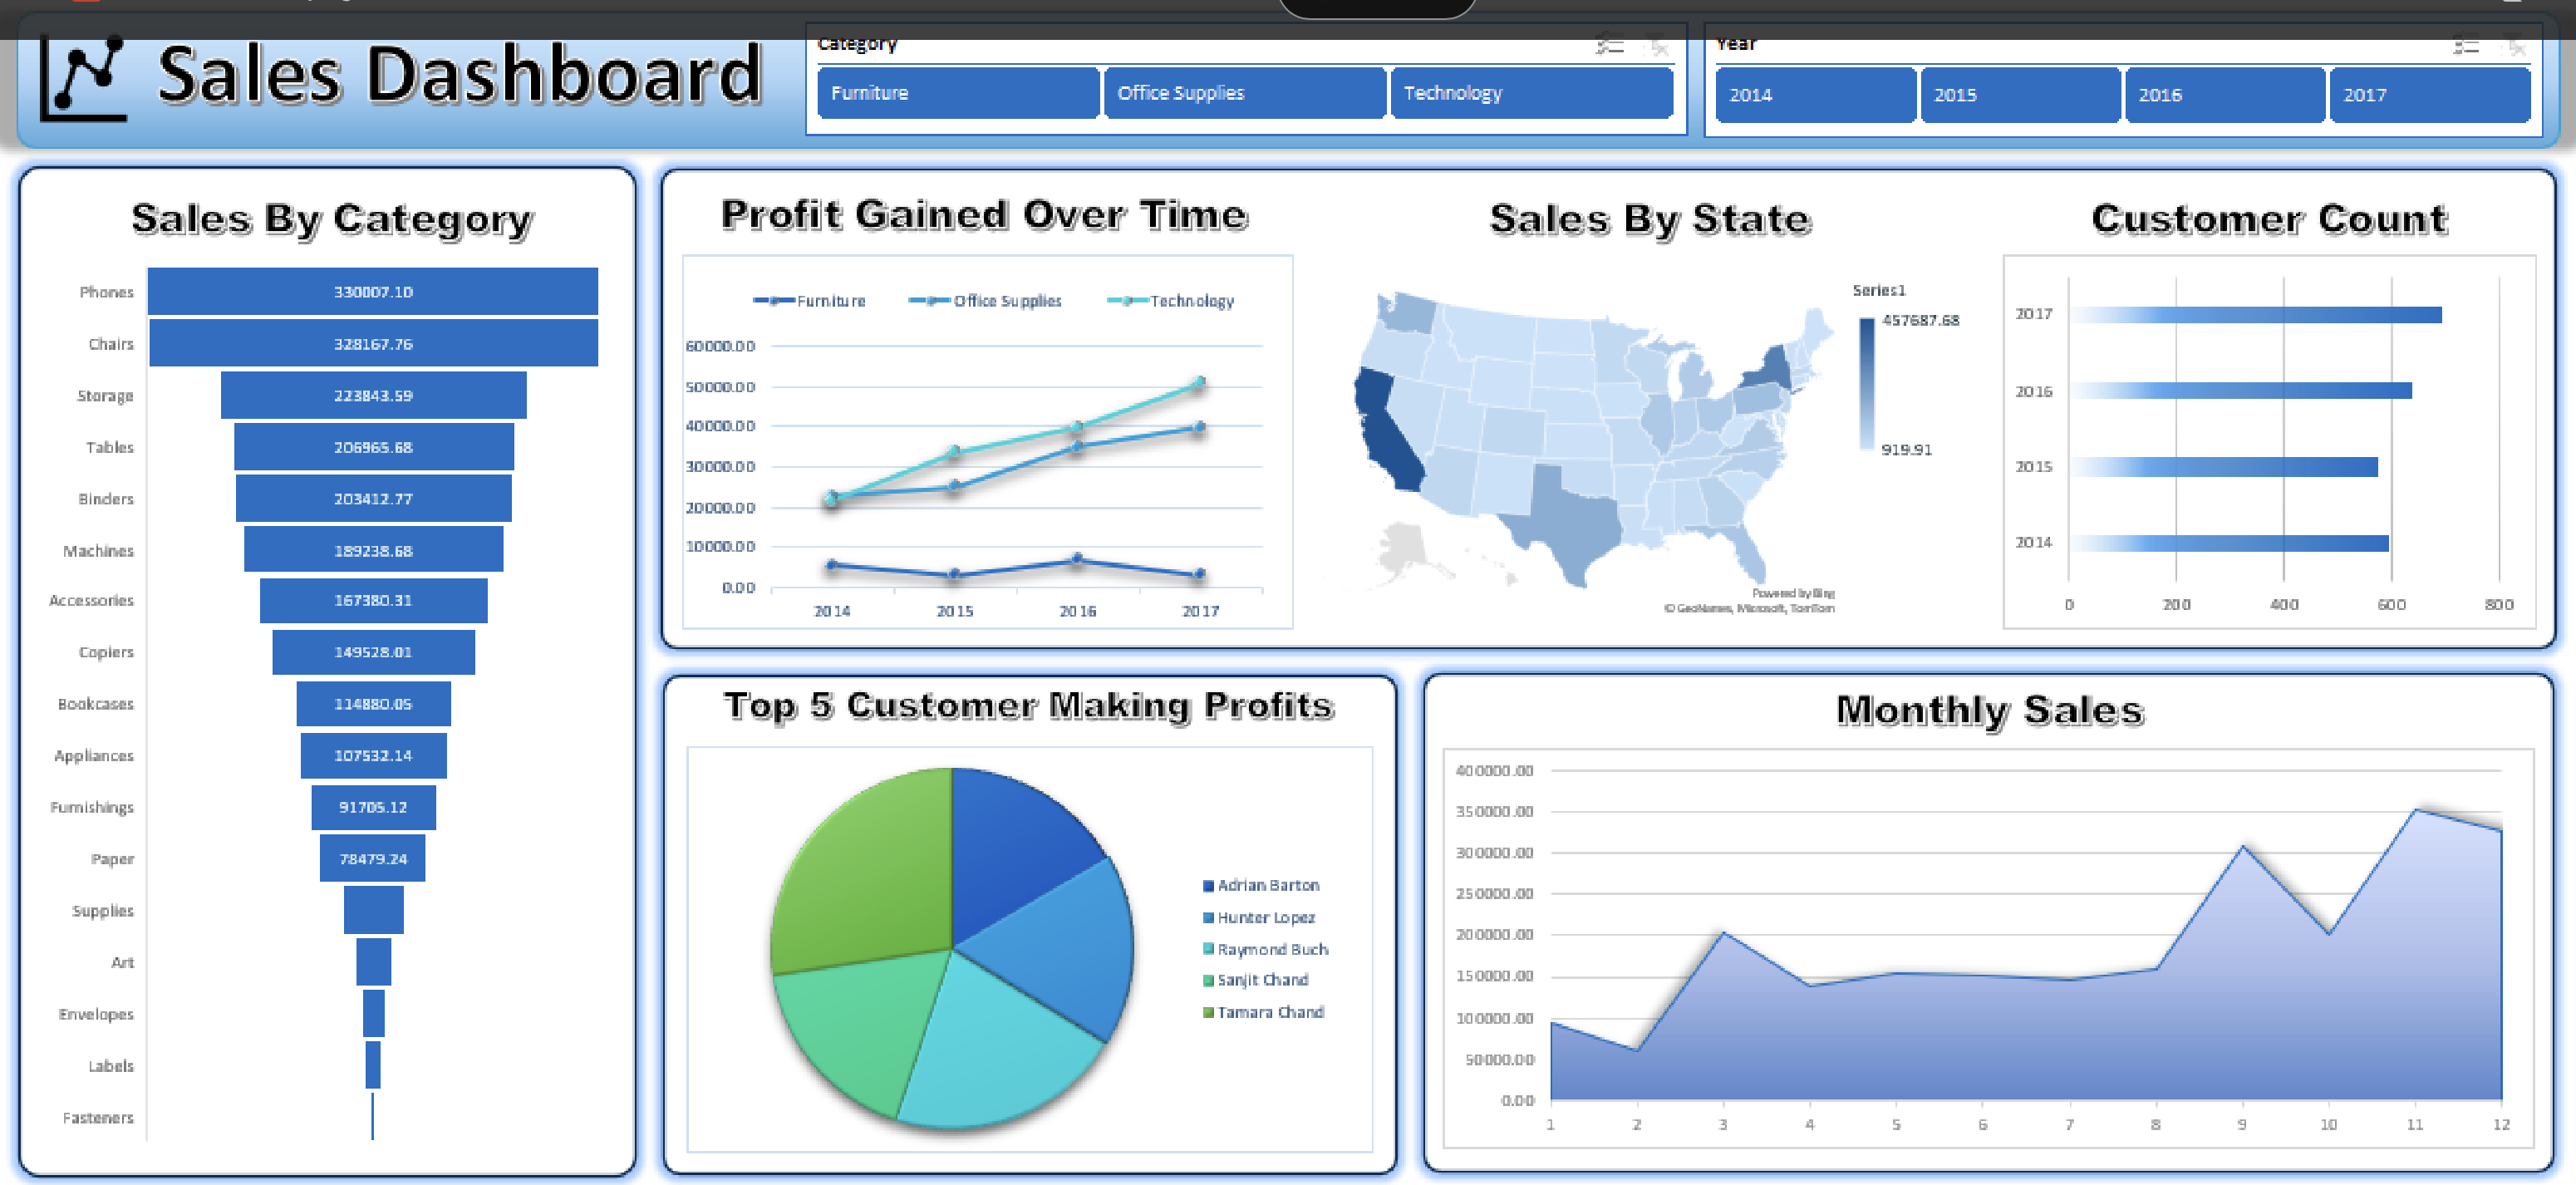 Sales Dashboard
Category
Furniture
Office Supplies
Technology
Year
2014
2015
2016
2017
Sales By Category
Phones 330007.10
Chairs 328167.76
Storage 223843.59
Tables 206965.68
Binders 203412.77
Machines 189238.68
Accessories 167380.31
Copiers 149528.01
Bookcases 114880.05
Appliances 107532.14
Furnishings 91705.12
Paper 78479.24
Supplies
Art
Envelopes
Labels
Fasteners
Profit Gained Over Time
Furniture Office Supplies Technology
60000.00
50000.00
40000.00
30000.00
20000.00
10000.00
0.00
2014 2015 2016 2017
Sales By State
Series1
457687.68
919.91
Powered by Bing
© GeoNames, Microsoft, TomTom
Customer Count
2017
2016
2015
2014
0 200 400 600 800
Top 5 Customer Making Profits
Adrian Barton
Hunter Lopez
Raymond Buch
Sanjit Chand
Tamara Chand
Monthly Sales
400000.00
350000.00
300000.00
250000.00
200000.00
150000.00
100000.00
50000.00
0.00
1 2 3 4 5 6 7 8 9 10 11 12